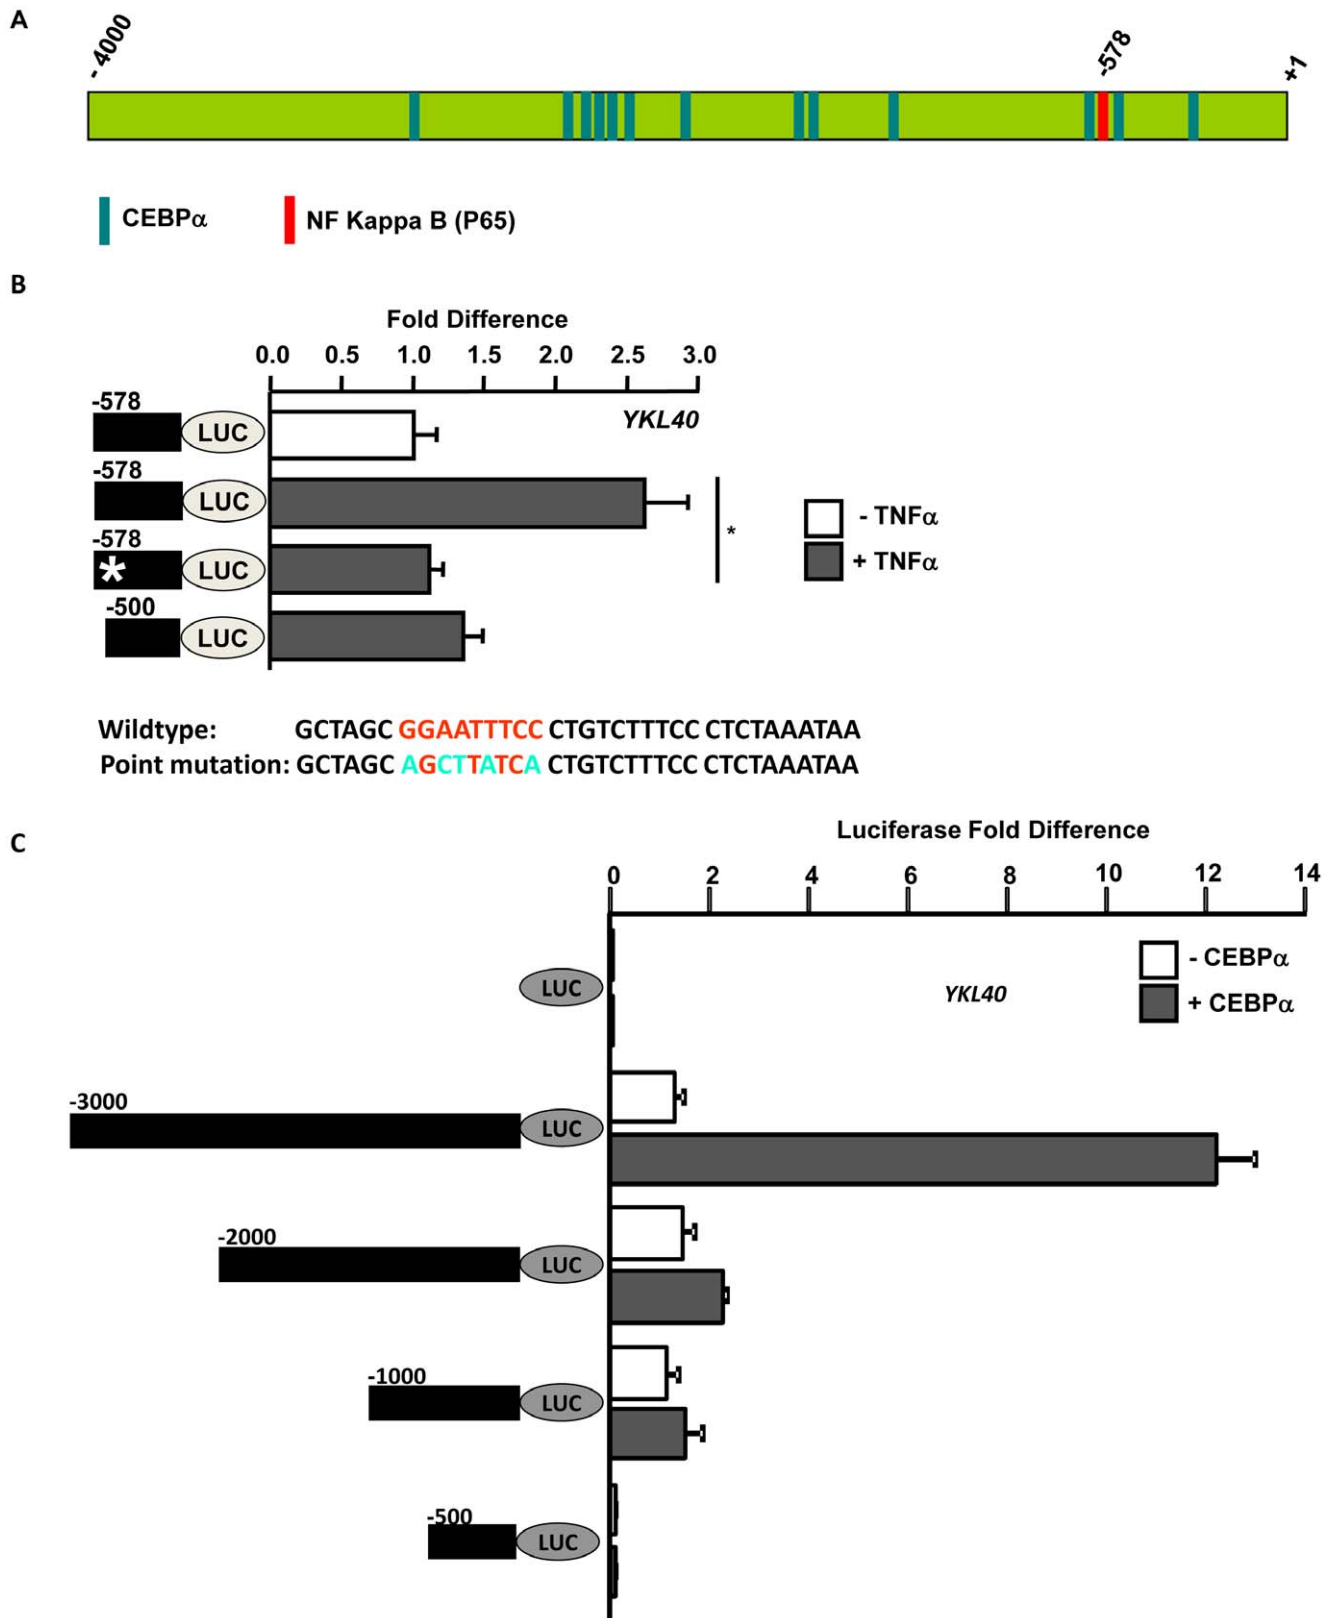 A
- 4000
-578
+1
CEBPα
NF Kappa B (P65)
B
Fold Difference
0.0 0.5 1.0 1.5 2.0 2.5 3.0
YKL40
-578
LUC
-578
LUC
*
- TNFα
+ TNFα
-578
* LUC
-500
LUC
Wildtype: GCTAGC GGAATTTCC CTGTCTTTCC CTCTAAATAA
Point mutation: GCTAGC AGCTTATCA CTGTCTTTCC CTCTAAATAA
C
Luciferase Fold Difference
0 2 4 6 8 10 12 14
- CEBPα
+ CEBPα
YKL40
LUC
-3000
LUC
-2000
LUC
-1000
LUC
-500
LUC